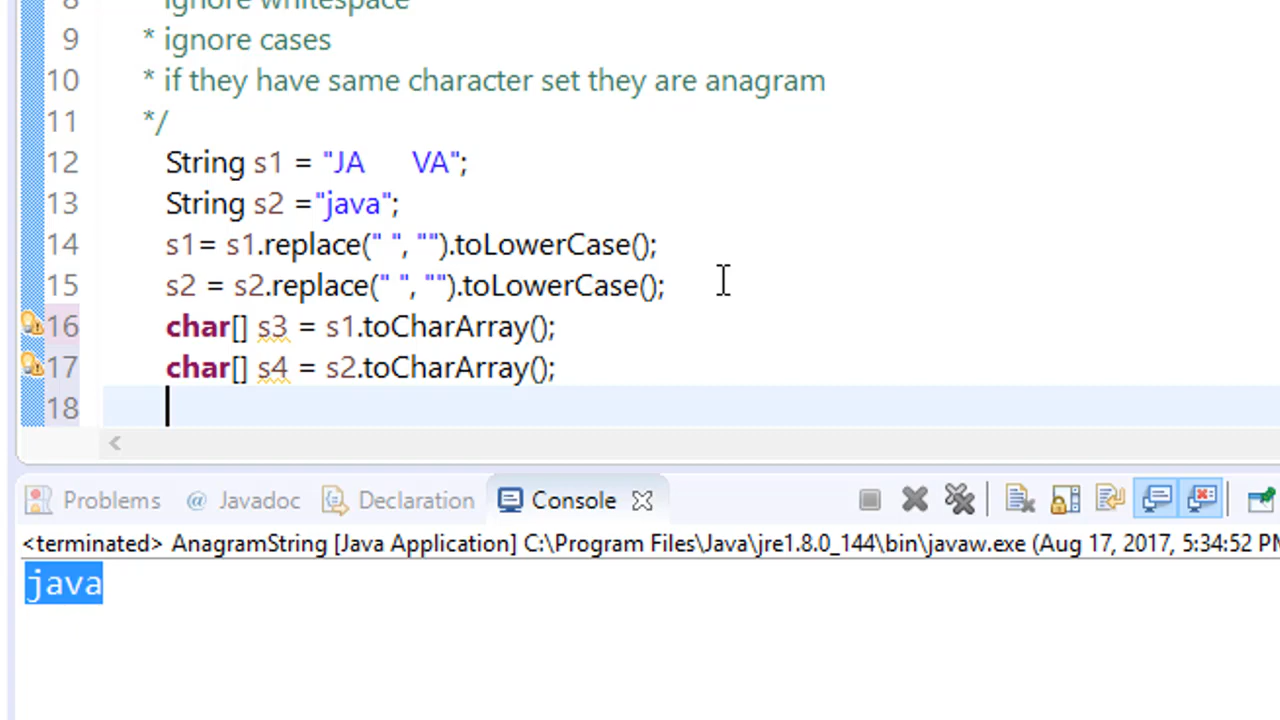 8 ignore whitespace
9 * ignore cases
10 * if they have same character set they are anagram
11 */
12 String s1 = "JA      VA";
13 String s2 ="java";
14 s1= s1.replace(" ", "").toLowerCase();
15 s2 = s2.replace(" ", "").toLowerCase();
16 char[] s3 = s1.toCharArray();
17 char[] s4 = s2.toCharArray();
18
Problems @ Javadoc Declaration Console
<terminated> AnagramString [Java Application] C:\Program Files\Java\jre1.8.0_144\bin\javaw.exe (Aug 17, 2017, 5:34:52 PM
java